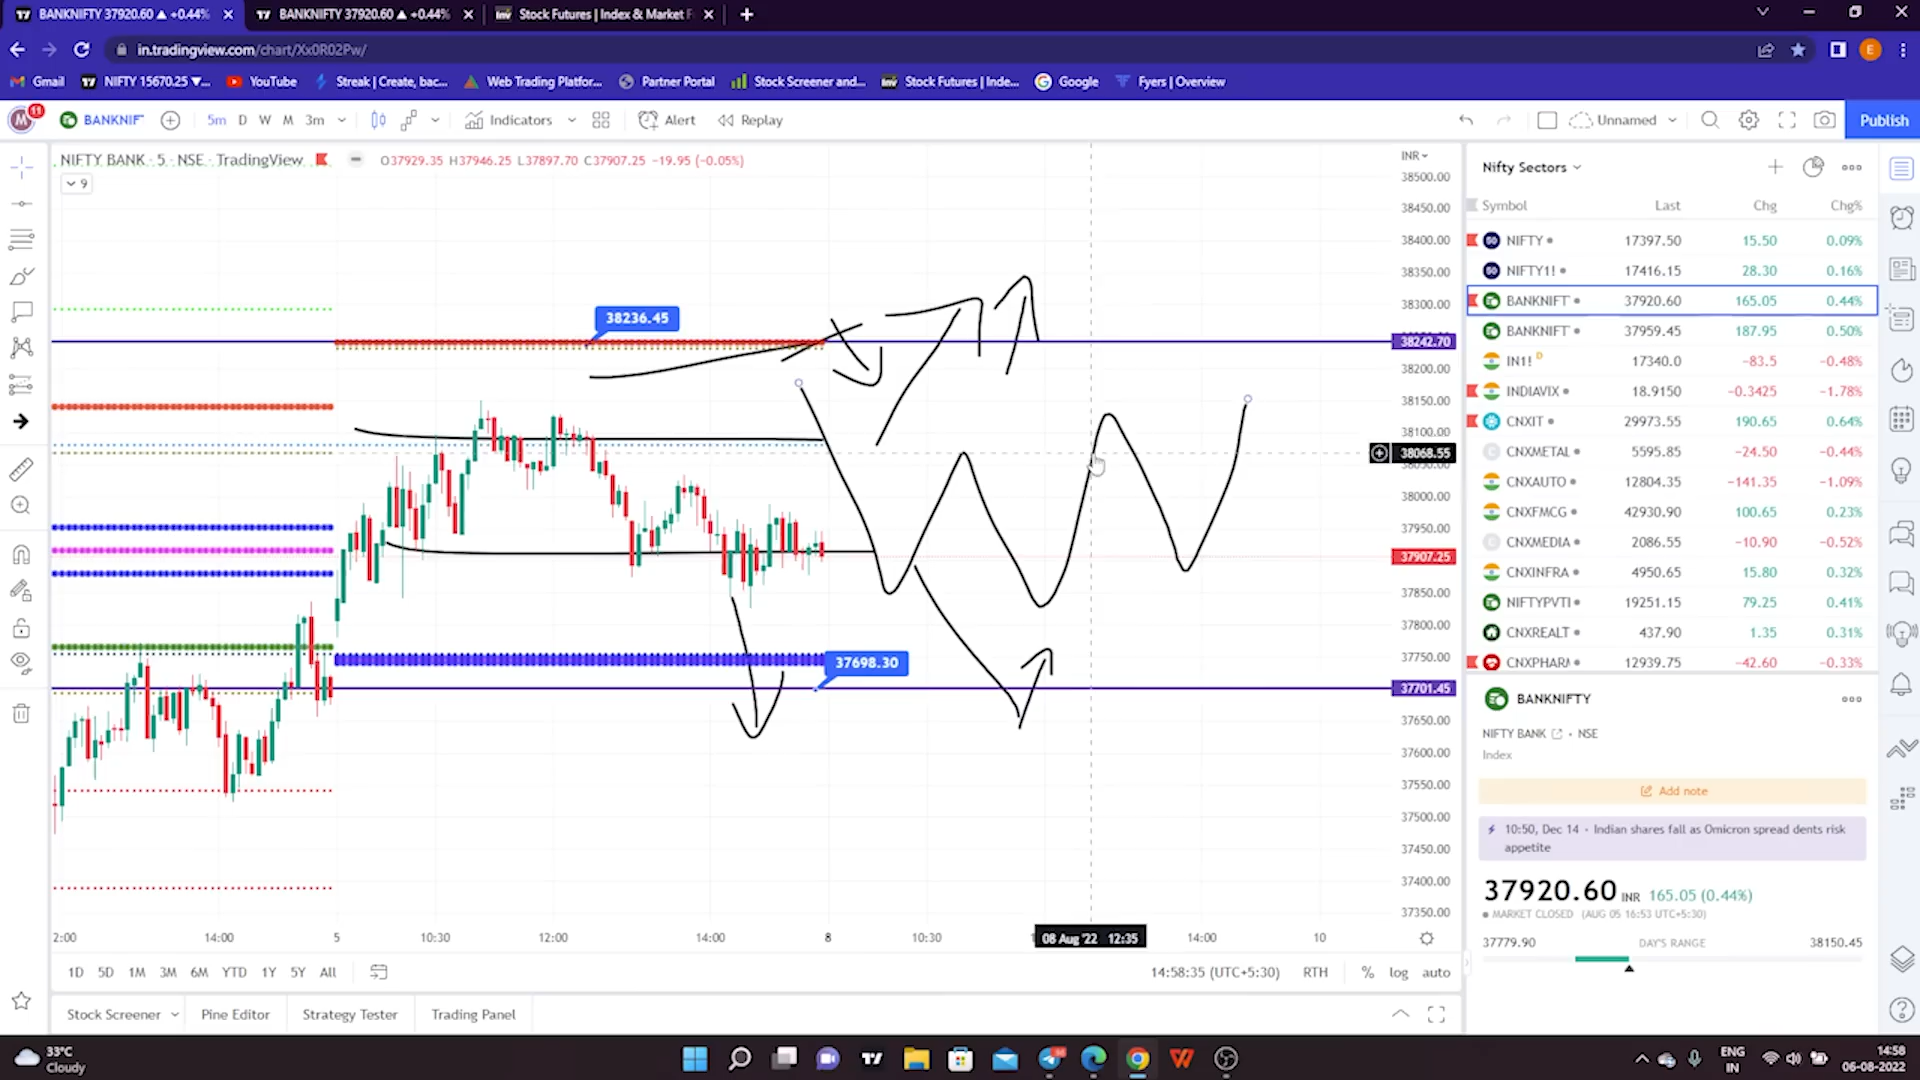 BANKNIFTY 37920.60 ▲ +0.44%
BANKNIFTY 37920.60 ▲ +0.44%
Stock Futures | Index & Market F
in.tradingview.com/chart/Xx0R02Pw/
Gmail
NIFTY 15670.25 ▼...
YouTube
Streak | Create, bac...
Web Trading Platfor...
Partner Portal
Stock Screener and...
Stock Futures | Inde...
Google
Fyers | Overview
M 11
BANKNIF
5m D W M 3m
Indicators
Alert
Replay
Unnamed
Publish
NIFTY BANK · 5 · NSE · TradingView
O37929.35 H37946.25 L37897.70 C37907.25 −19.95 (−0.05%)
9
INR
38500.00
38450.00
38400.00
38350.00
38300.00
38242.70
38200.00
38150.00
38100.00
38068.55
38050.00
38000.00
37950.00
37907.25
37850.00
37800.00
37750.00
37701.45
37650.00
37600.00
37550.00
37500.00
37450.00
37400.00
37350.00
38236.45
37698.30
2:00 14:00 5 10:30 12:00 14:00 8 10:30 08 Aug '22 12:35 14:00 10
1D 5D 1M 3M 6M YTD 1Y 5Y All
14:58:35 (UTC+5:30) RTH % log auto
Stock Screener
Pine Editor
Strategy Tester
Trading Panel
Nifty Sectors
Symbol Last Chg Chg%
NIFTY 17397.50 15.50 0.09%
NIFTY1! 17416.15 28.30 0.16%
BANKNIFT 37920.60 165.05 0.44%
BANKNIFT 37959.45 187.95 0.50%
IN1! D 17340.0 −83.5 −0.48%
INDIAVIX 18.9150 −0.3425 −1.78%
CNXIT 29973.55 190.65 0.64%
CNXMETAL 5595.85 −24.50 −0.44%
CNXAUTO 12804.35 −141.35 −1.09%
CNXFMCG 42930.90 100.65 0.23%
CNXMEDIA 2086.55 −10.90 −0.52%
CNXINFRA 4950.65 15.80 0.32%
NIFTYPVTI 19251.15 79.25 0.41%
CNXREALT 437.90 1.35 0.31%
CNXPHARM 12939.75 −42.60 −0.33%
BANKNIFTY
NIFTY BANK · NSE
Index
Add note
10:50, Dec 14 · Indian shares fall as Omicron spread dents risk
appetite
37920.60 INR 165.05 (0.44%)
MARKET CLOSED (AUG 05 16:53 UTC+5:30)
37779.90 DAY'S RANGE 38150.45
33°C
Cloudy
ENG
IN
14:58
06-08-2022